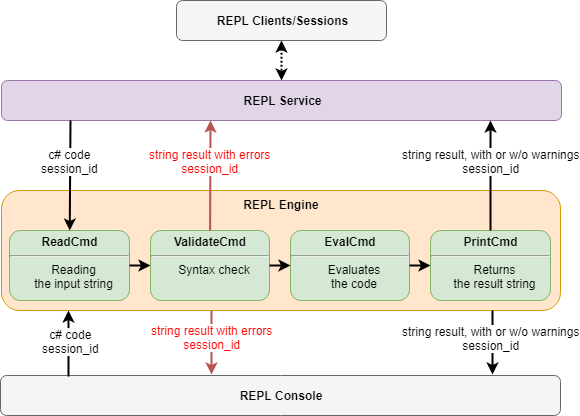 REPL Clients/Sessions
REPL Service
c# code
session_id
string result with errors
session_id
string result, with or w/o warnings
session_id
REPL Engine
ReadCmd
Reading
the input string
ValidateCmd
Syntax check
EvalCmd
Evaluates
the code
PrintCmd
Returns
the result string
c# code
session_id
string result with errors
session_id
string result, with or w/o warnings
session_id
REPL Console